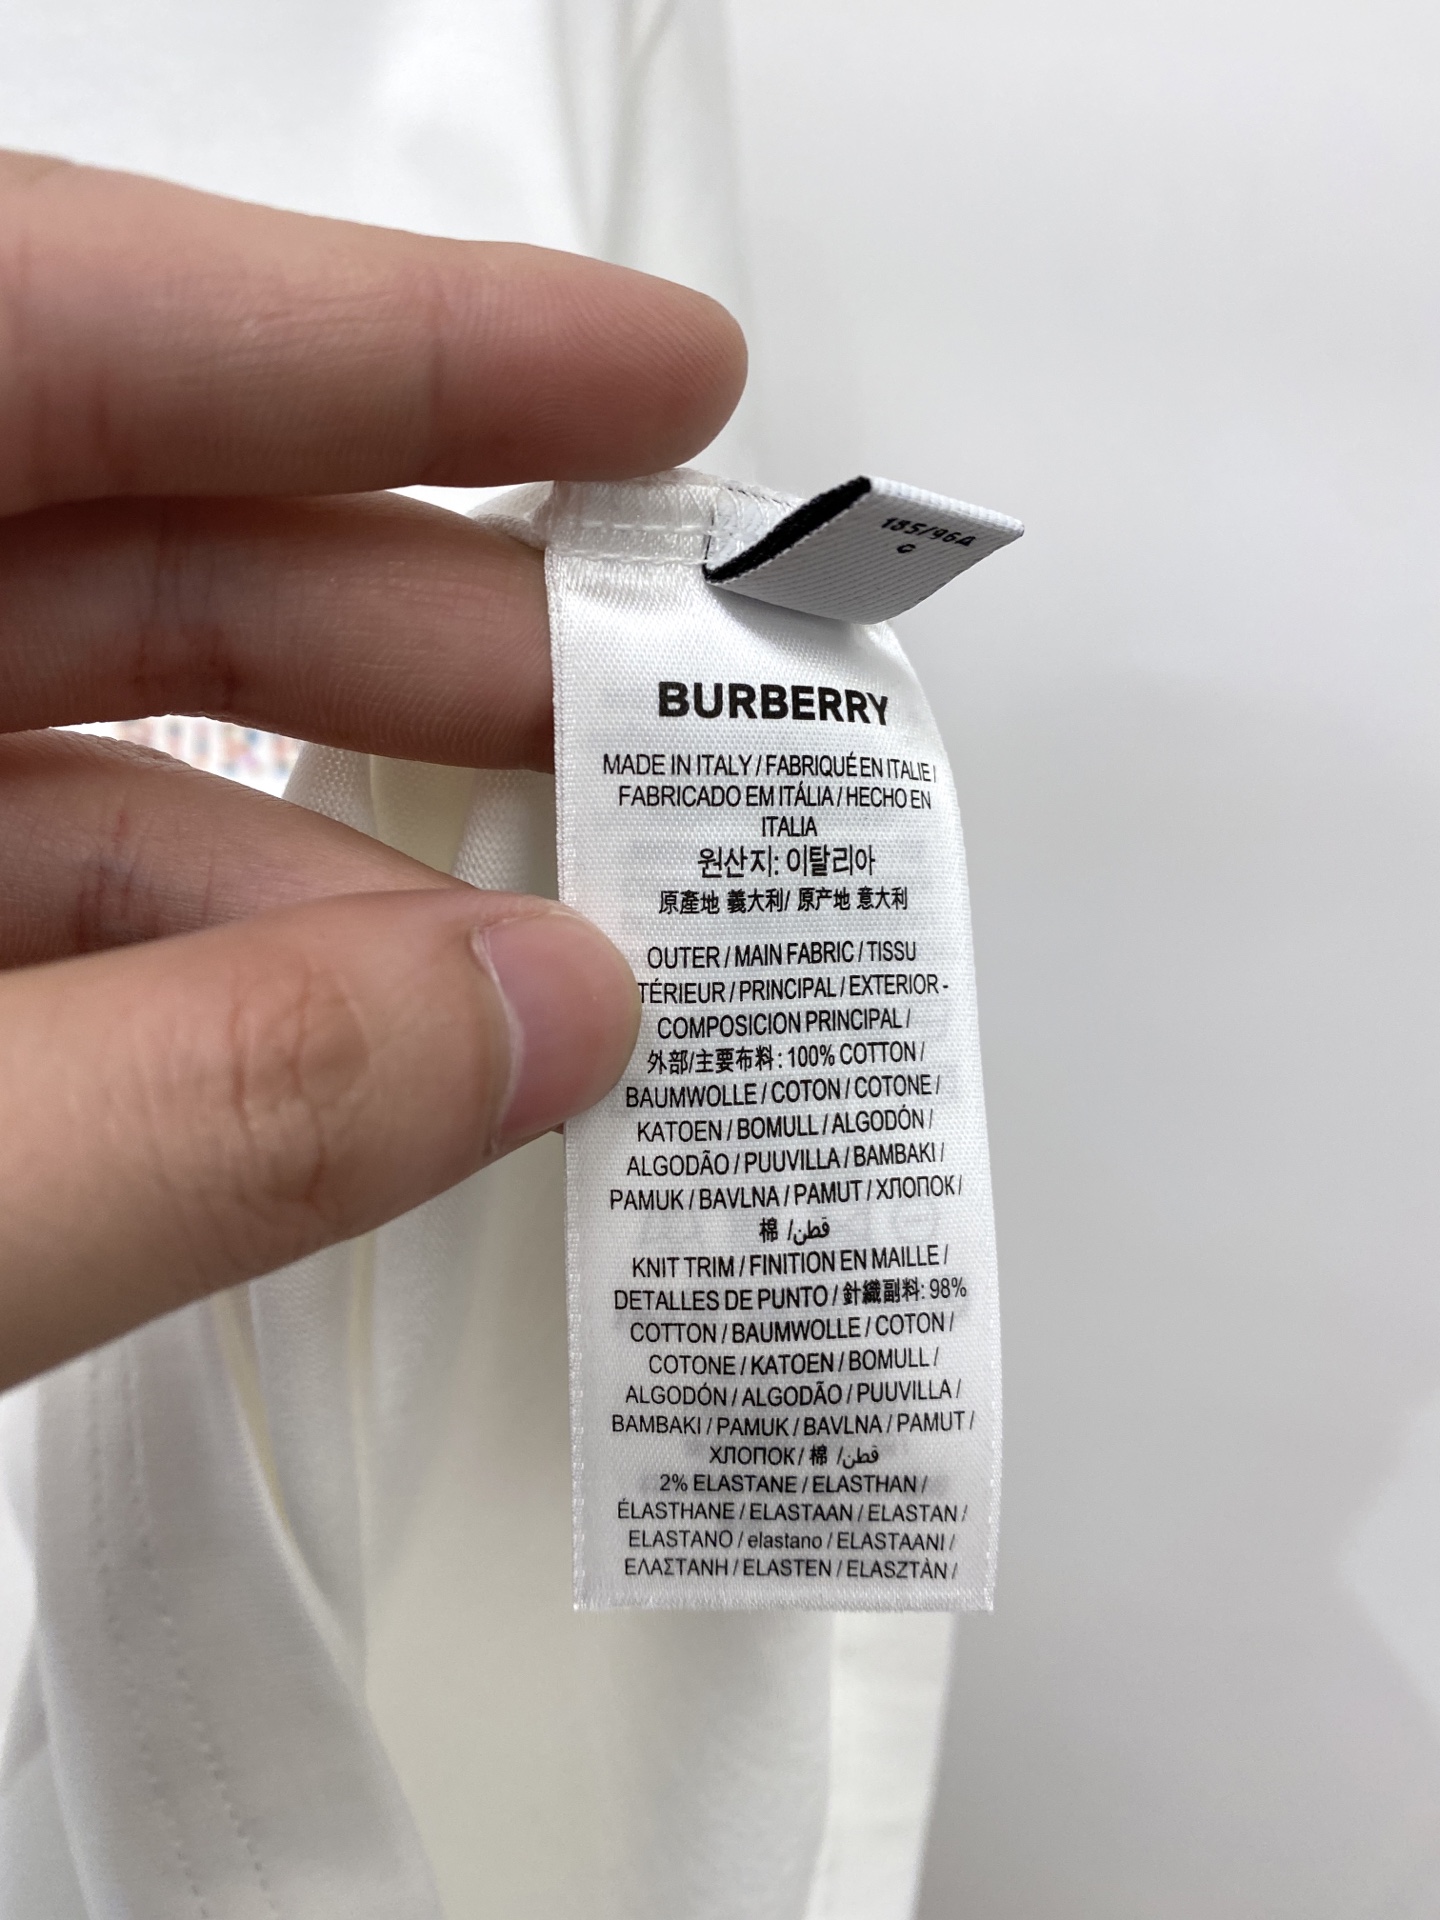 185/96A
C
BURBERRY
MADE IN ITALY / FABRIQUÉ EN ITALIE /
FABRICADO EM ITÁLIA / HECHO EN
ITALIA
원산지: 이탈리아
原產地 義大利/ 原产地 意大利
OUTER / MAIN FABRIC / TISSU
TÉRIEUR / PRINCIPAL / EXTERIOR -
COMPOSICION PRINCIPAL /
外部/主要布料: 100% COTTON /
BAUMWOLLE / COTON / COTONE /
KATOEN / BOMULL / ALGODÓN /
ALGODÃO / PUUVILLA / BAMBAKI /
PAMUK / BAVLNA / PAMUT / ХЛОПОК /
棉 /قطن
KNIT TRIM / FINITION EN MAILLE /
DETALLES DE PUNTO / 針織副料: 98%
COTTON / BAUMWOLLE / COTON /
COTONE / KATOEN / BOMULL /
ALGODÓN / ALGODÃO / PUUVILLA /
BAMBAKI / PAMUK / BAVLNA / PAMUT /
ХЛОПОК / 棉 /قطن
2% ELASTANE / ELASTHAN /
ÉLASTHANE / ELASTAAN / ELASTAN /
ELASTANO / elastano / ELASTAANI /
ΕΛΑΣΤΑΝΗ / ELASTEN / ELASZTÀN /